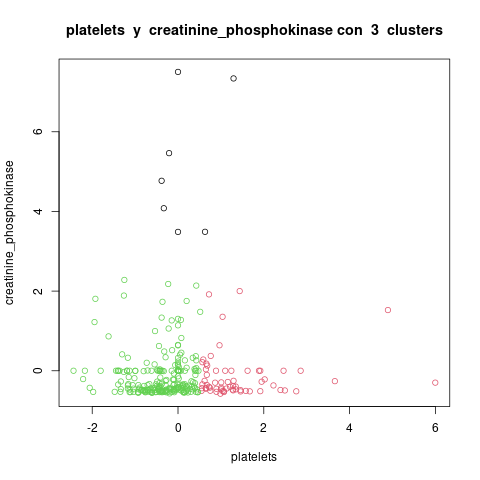 platelets y creatinine_phosphokinase con 3 clusters
creatinine_phosphokinase
6
4
2
0
-2 0 2 4 6
platelets